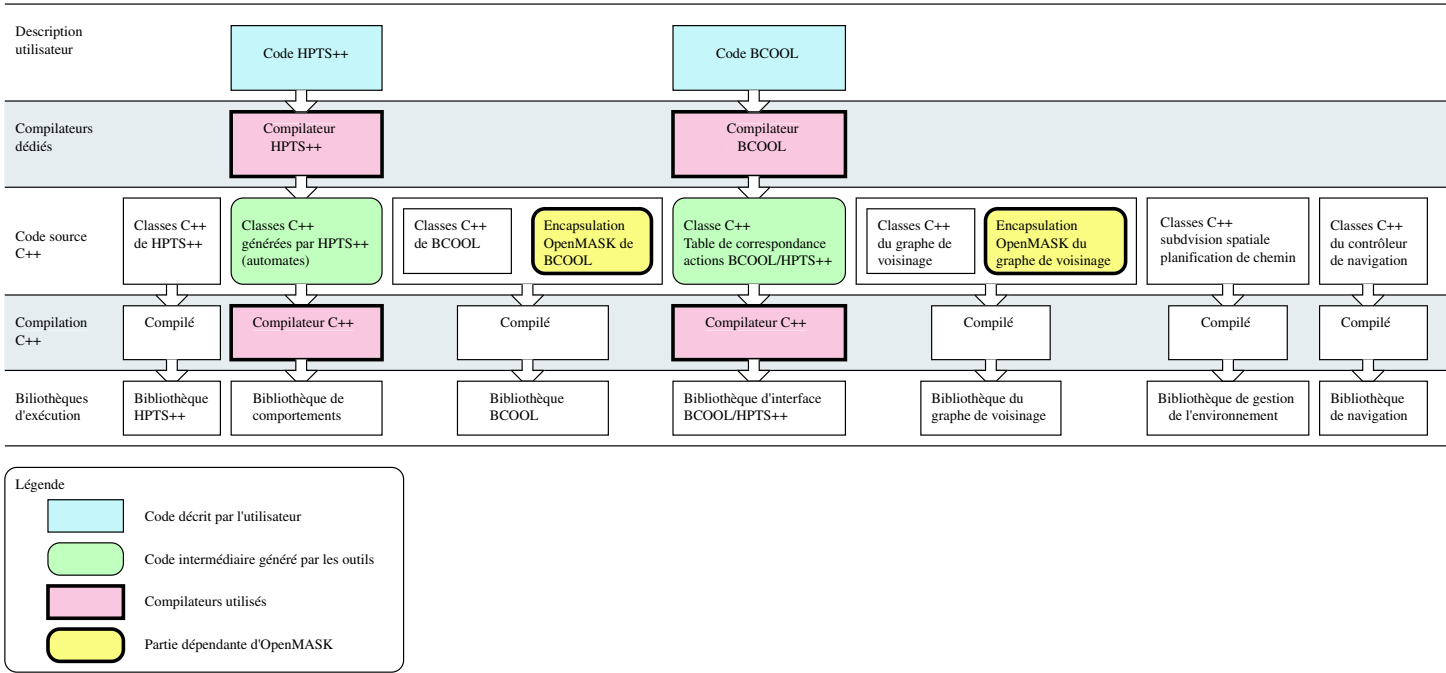 Description
utilisateur
Code HPTS++
Code BCOOL
Compilateurs
dédiés
Compilateur
HPTS++
Compilateur
BCOOL
Code source
C++
Classes C++
de HPTS++
Classes C++
générées par HPTS++
(automates)
Classes C++
de BCOOL
Encapsulation
OpenMASK de
BCOOL
Classe C++
Table de correspondance
actions BCOOL/HPTS++
Classes C++
du graphe de
voisinage
Encapsulation
OpenMASK du
graphe de voisinage
Classes C++
subdvision spatiale
planification de chemin
Classes C++
du contrôleur
de navigation
Compilation
C++
Compilé
Compilateur C++
Compilé
Compilateur C++
Compilé
Compilé
Compilé
Biliothèques
d'exécution
Bibliothèque
HPTS++
Bibliothèque de
comportements
Bibliothèque
BCOOL
Bibliothèque d'interface
BCOOL/HPTS++
Bibliothèque du
graphe de voisinage
Bibliothèque de gestion
de l'environnement
Bibliothèque
de navigation
Légende
Code décrit par l'utilisateur
Code intermédiaire généré par les outils
Compilateurs utilisés
Partie dépendante d'OpenMASK